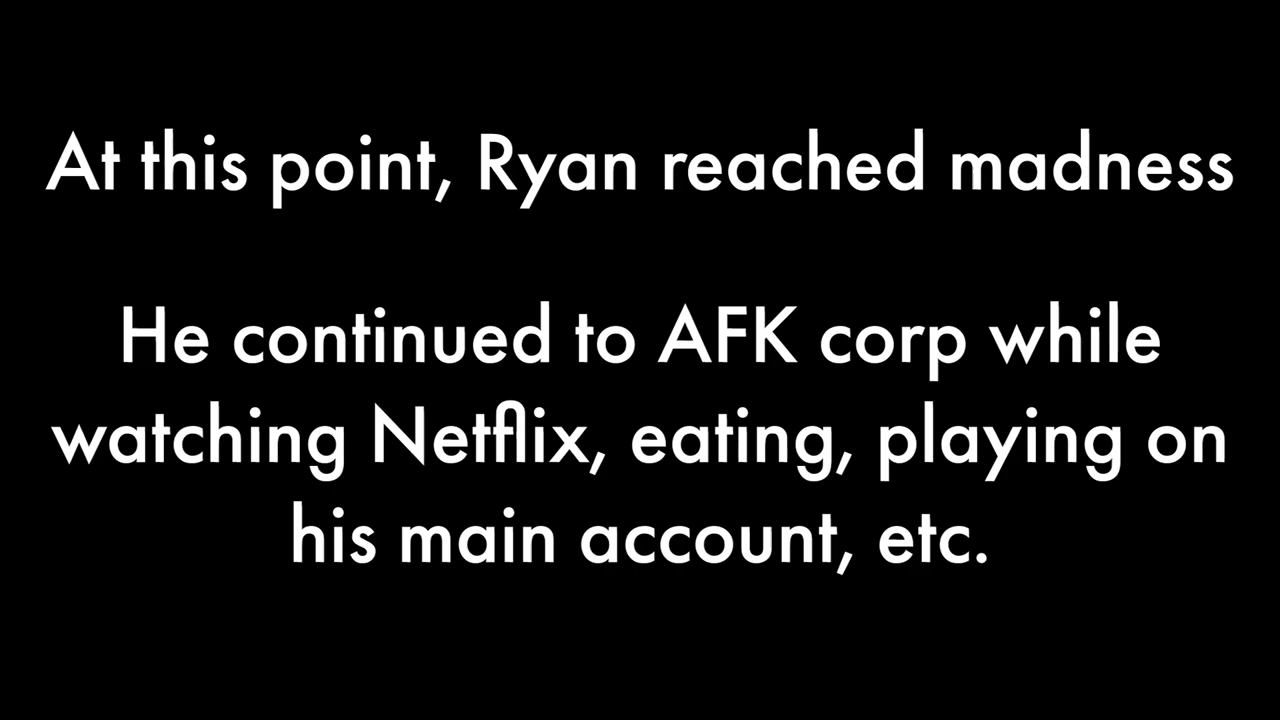 At this point, Ryan reached madness
He continued to AFK corp while
watching Netflix, eating, playing on
his main account, etc.